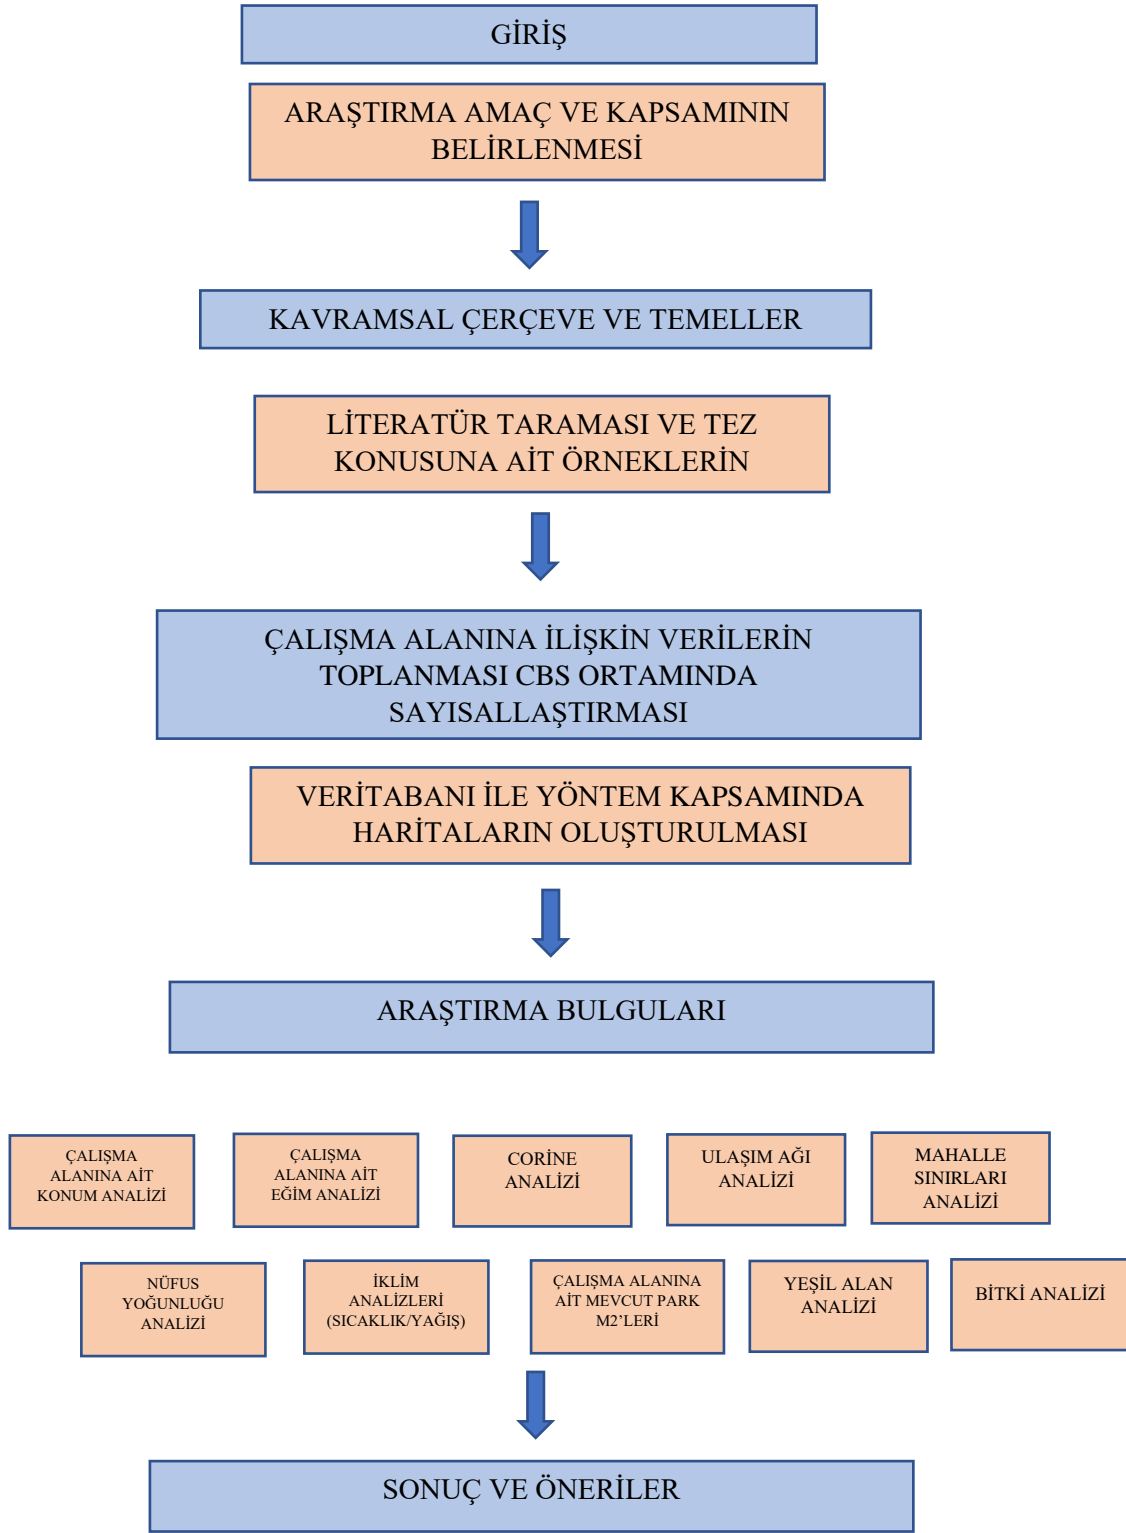 GİRİŞ
ARAŞTIRMA AMAÇ VE KAPSAMININ
BELİRLENMESİ
KAVRAMSAL ÇERÇEVE VE TEMELLER
LİTERATÜR TARAMASI VE TEZ
KONUSUNA AİT ÖRNEKLERİN
ÇALIŞMA ALANINA İLİŞKİN VERİLERİN
TOPLANMASI CBS ORTAMINDA
SAYISALLAŞTIRMASI
VERİTABANI İLE YÖNTEM KAPSAMINDA
HARİTALARIN OLUŞTURULMASI
ARAŞTIRMA BULGULARI
ÇALIŞMA
ALANINA AİT
KONUM ANALİZİ
ÇALIŞMA
ALANINA AİT
EĞİM ANALİZİ
CORİNE
ANALİZİ
ULAŞIM AĞI
ANALİZİ
MAHALLE
SINIRLARI
ANALİZİ
NÜFUS
YOĞUNLUĞU
ANALİZİ
İKLİM
ANALİZLERİ
(SICAKLIK/YAĞIŞ)
ÇALIŞMA ALANINA
AİT MEVCUT PARK
M2’LERİ
YEŞİL ALAN
ANALİZİ
BİTKİ ANALİZİ
SONUÇ VE ÖNERİLER